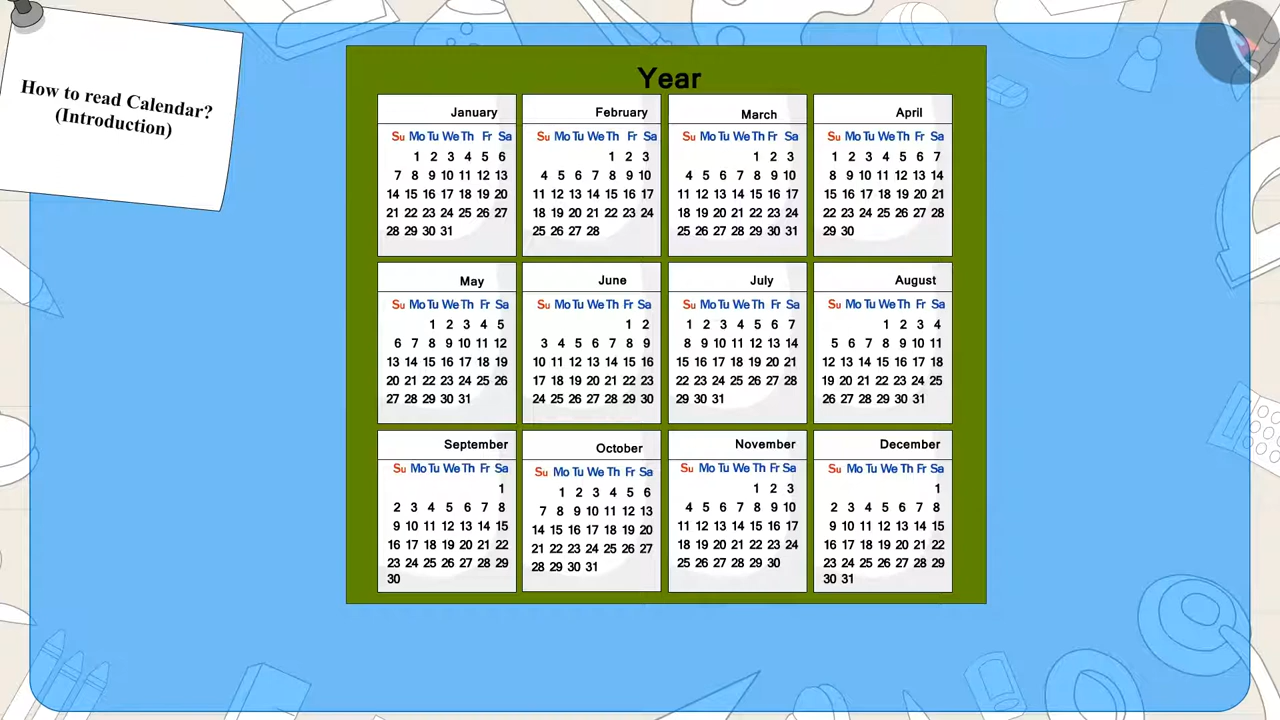 How to read Calendar?
(Introduction)
Year
January
Su Mo Tu We Th Fr Sa
1 2 3 4 5 6
7 8 9 10 11 12 13
14 15 16 17 18 19 20
21 22 23 24 25 26 27
28 29 30 31
February
Su Mo Tu We Th Fr Sa
1 2 3
4 5 6 7 8 9 10
11 12 13 14 15 16 17
18 19 20 21 22 23 24
25 26 27 28
March
Su Mo Tu We Th Fr Sa
1 2 3
4 5 6 7 8 9 10
11 12 13 14 15 16 17
18 19 20 21 22 23 24
25 26 27 28 29 30 31
April
Su Mo Tu We Th Fr Sa
1 2 3 4 5 6 7
8 9 10 11 12 13 14
15 16 17 18 19 20 21
22 23 24 25 26 27 28
29 30
May
Su Mo Tu We Th Fr Sa
1 2 3 4 5
6 7 8 9 10 11 12
13 14 15 16 17 18 19
20 21 22 23 24 25 26
27 28 29 30 31
June
Su Mo Tu We Th Fr Sa
1 2
3 4 5 6 7 8 9
10 11 12 13 14 15 16
17 18 19 20 21 22 23
24 25 26 27 28 29 30
July
Su Mo Tu We Th Fr Sa
1 2 3 4 5 6 7
8 9 10 11 12 13 14
15 16 17 18 19 20 21
22 23 24 25 26 27 28
29 30 31
August
Su Mo Tu We Th Fr Sa
1 2 3 4
5 6 7 8 9 10 11
12 13 14 15 16 17 18
19 20 21 22 23 24 25
26 27 28 29 30 31
September
Su Mo Tu We Th Fr Sa
1
2 3 4 5 6 7 8
9 10 11 12 13 14 15
16 17 18 19 20 21 22
23 24 25 26 27 28 29
30
October
Su Mo Tu We Th Fr Sa
1 2 3 4 5 6
7 8 9 10 11 12 13
14 15 16 17 18 19 20
21 22 23 24 25 26 27
28 29 30 31
November
Su Mo Tu We Th Fr Sa
1 2 3
4 5 6 7 8 9 10
11 12 13 14 15 16 17
18 19 20 21 22 23 24
25 26 27 28 29 30
December
Su Mo Tu We Th Fr Sa
1
2 3 4 5 6 7 8
9 10 11 12 13 14 15
16 17 18 19 20 21 22
23 24 25 26 27 28 29
30 31